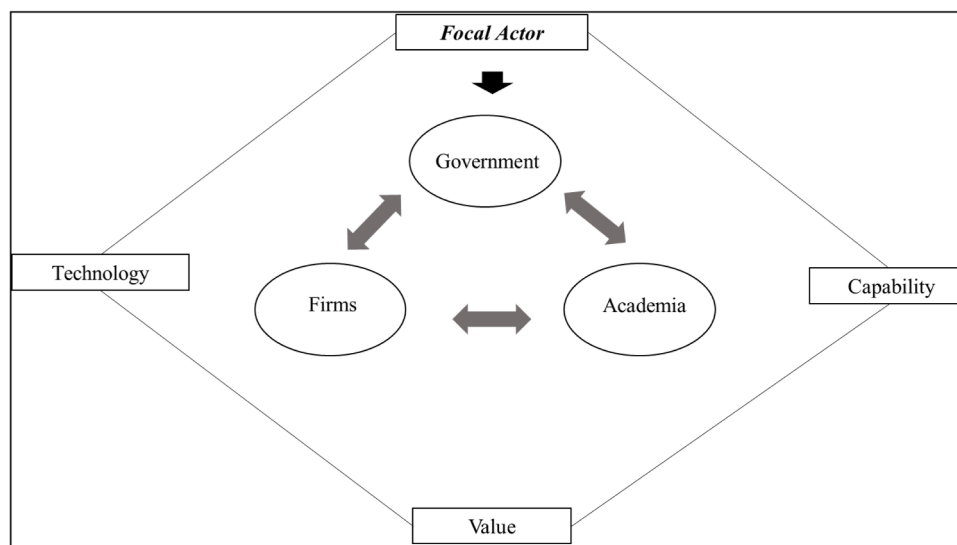 Focal Actor
Government
Technology
Capability
Firms
Academia
Value